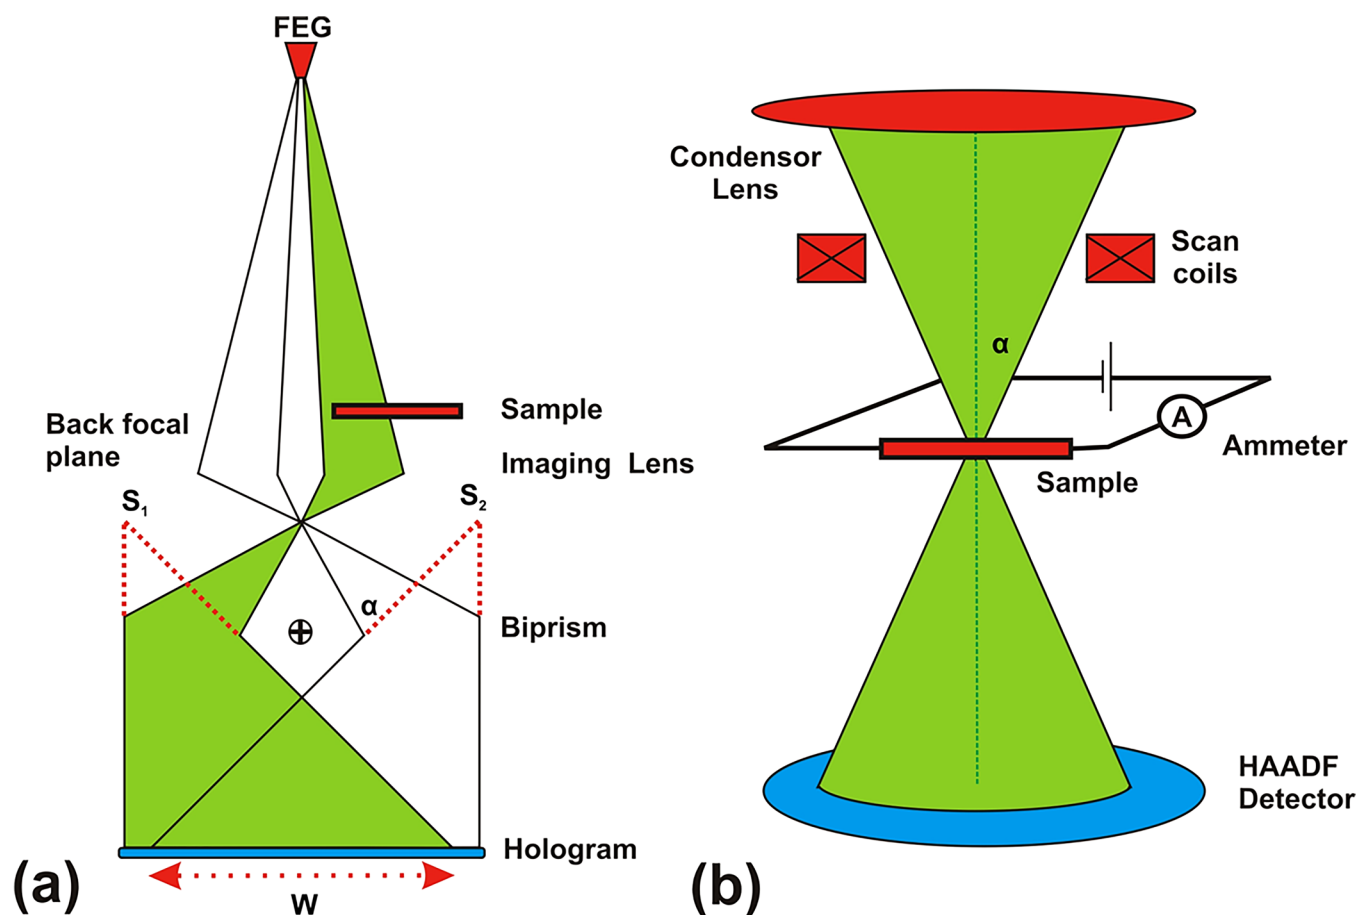 FEG
Sample
Back focal
plane
Imaging Lens
S₁
S₂
α
Biprism
Hologram
W
(a)
Condensor
Lens
Scan
coils
α
A
Ammeter
Sample
HAADF
Detector
(b)